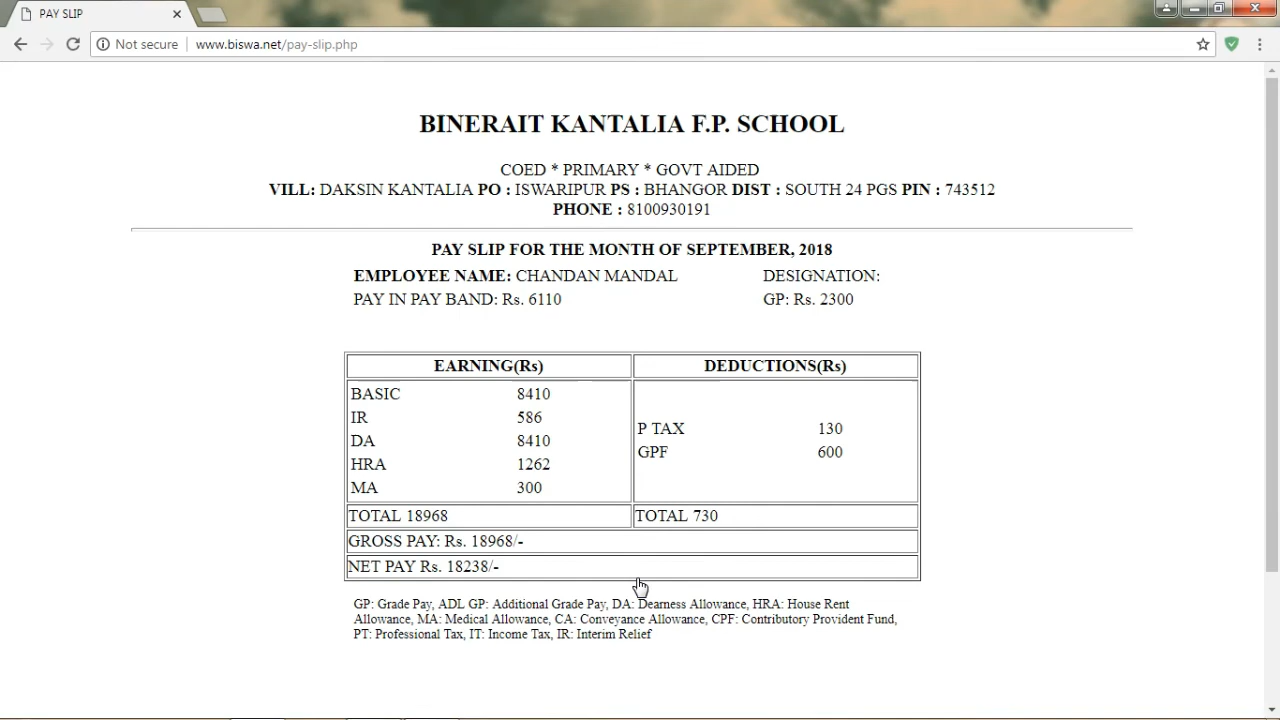 PAY SLIP
Not secure www.biswa.net/pay-slip.php
BINERAIT KANTALIA F.P. SCHOOL
COED * PRIMARY * GOVT AIDED
VILL: DAKSIN KANTALIA PO : ISWARIPUR PS : BHANGOR DIST : SOUTH 24 PGS PIN : 743512
PHONE : 8100930191
PAY SLIP FOR THE MONTH OF SEPTEMBER, 2018
EMPLOYEE NAME: CHANDAN MANDAL DESIGNATION:
PAY IN PAY BAND: Rs. 6110 GP: Rs. 2300
EARNING(Rs) DEDUCTIONS(Rs)
BASIC 8410
IR 586
DA 8410
HRA 1262
MA 300
P TAX 130
GPF 600
TOTAL 18968 TOTAL 730
GROSS PAY: Rs. 18968/-
NET PAY Rs. 18238/-
GP: Grade Pay, ADL GP: Additional Grade Pay, DA: Dearness Allowance, HRA: House Rent
Allowance, MA: Medical Allowance, CA: Conveyance Allowance, CPF: Contributory Provident Fund,
PT: Professional Tax, IT: Income Tax, IR: Interim Relief